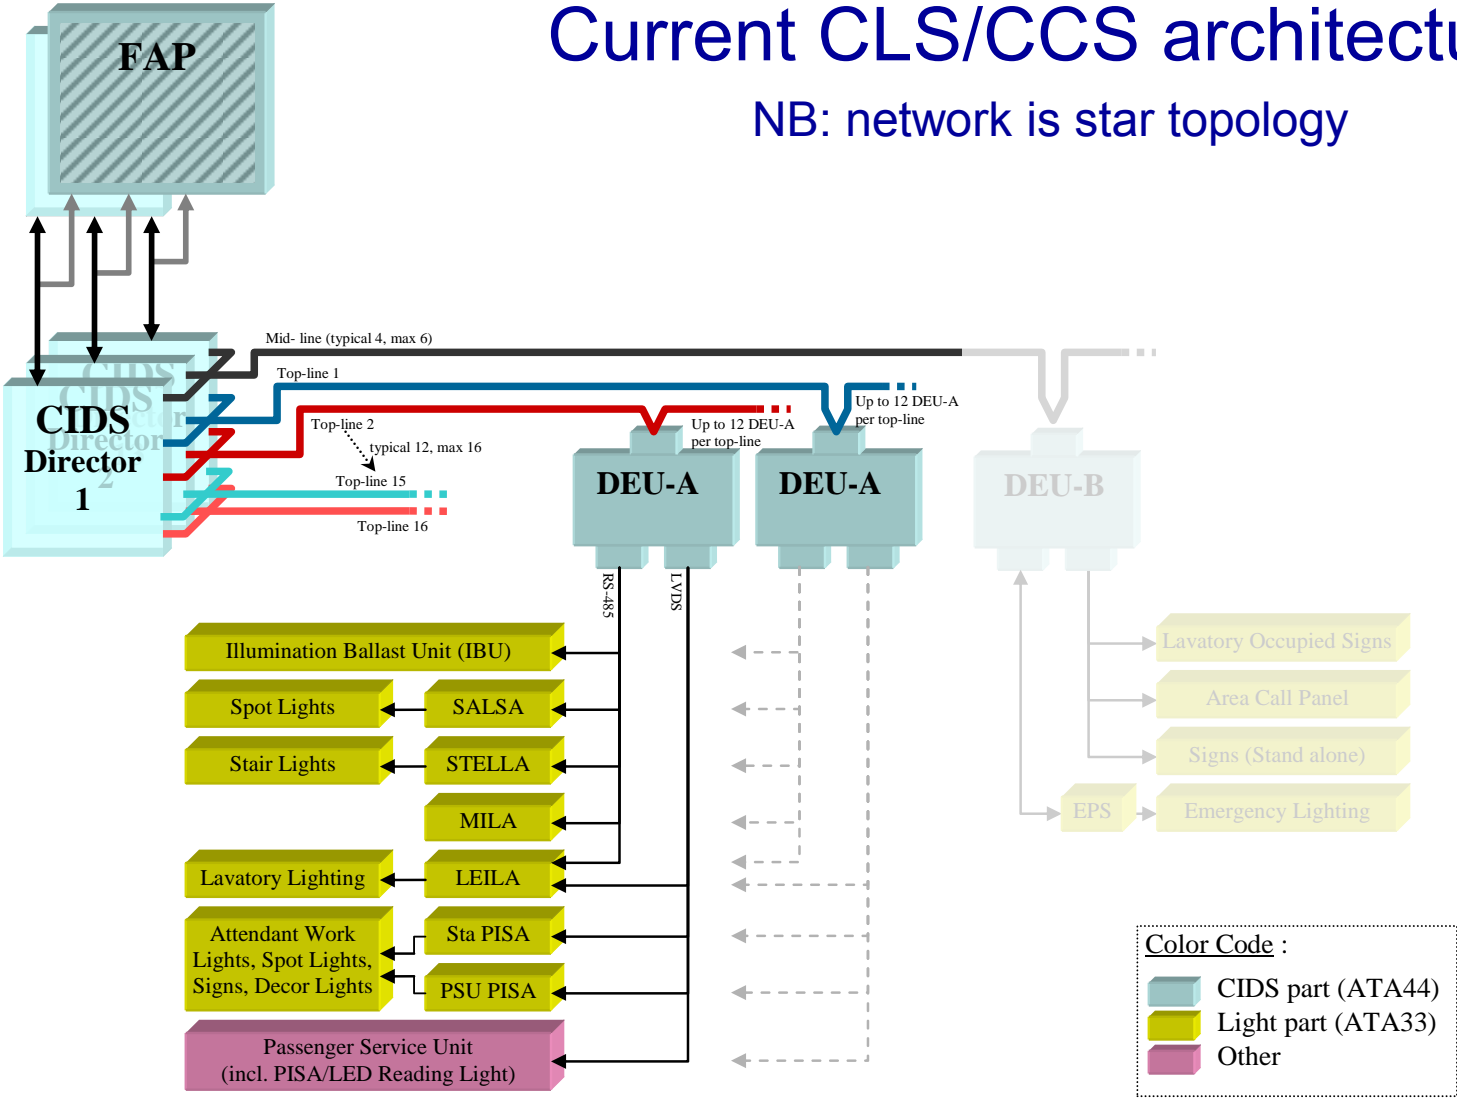 Current CLS/CCS architectu
NB: network is star topology
FAP
CIDS
Director
1
CIDS
Director
2
CIDS
Mid- line (typical 4, max 6)
Top-line 1
Top-line 2
typical 12, max 16
Top-line 15
Top-line 16
Up to 12 DEU-A
per top-line
Up to 12 DEU-A
per top-line
DEU-A
DEU-A
DEU-B
RS-485
LVDS
Illumination Ballast Unit (IBU)
Spot Lights
SALSA
Stair Lights
STELLA
MILA
Lavatory Lighting
LEILA
Attendant Work
Lights, Spot Lights,
Signs, Decor Lights
Sta PISA
PSU PISA
Passenger Service Unit
(incl. PISA/LED Reading Light)
Lavatory Occupied Signs
Area Call Panel
Signs (Stand alone)
EPS
Emergency Lighting
Color Code :
CIDS part (ATA44)
Light part (ATA33)
Other